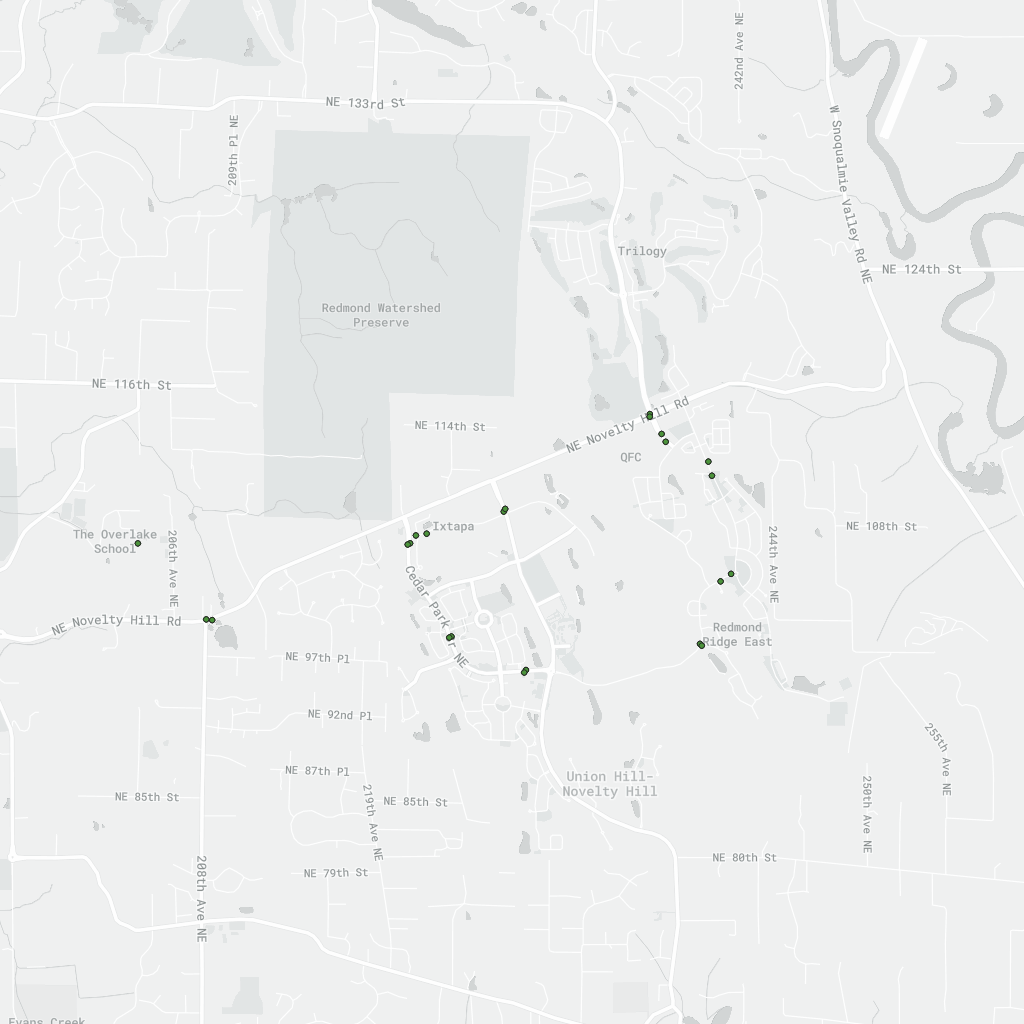 242nd Ave NE
NE 133rd St
209th Pl NE
W Snoqualmie Valley Rd NE
Trilogy
NE 124th St
Redmond Watershed
Preserve
NE 116th St
NE 114th St
NE Novelty Hill Rd
QFC
Ixtapa
NE 108th St
The Overlake
School
206th Ave NE
244th Ave NE
Cedar Park
r NE
NE Novelty Hill Rd
Redmond
Ridge East
NE 97th Pl
NE 92nd Pl
255th Ave NE
NE 87th Pl
Union Hill-
Novelty Hill
NE 85th St
219th Ave NE
NE 85th St
250th Ave NE
NE 80th St
NE 79th St
208th Ave NE
Evans Creek